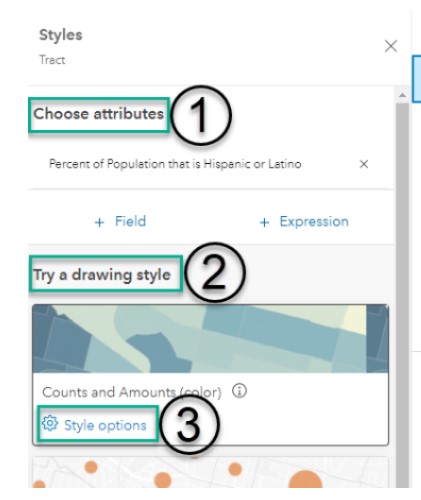 Styles
Tract
Choose attributes 1
Percent of Population that is Hispanic or Latino
+ Field + Expression
Try a drawing style 2
Counts and Amounts (color)
Style options 3